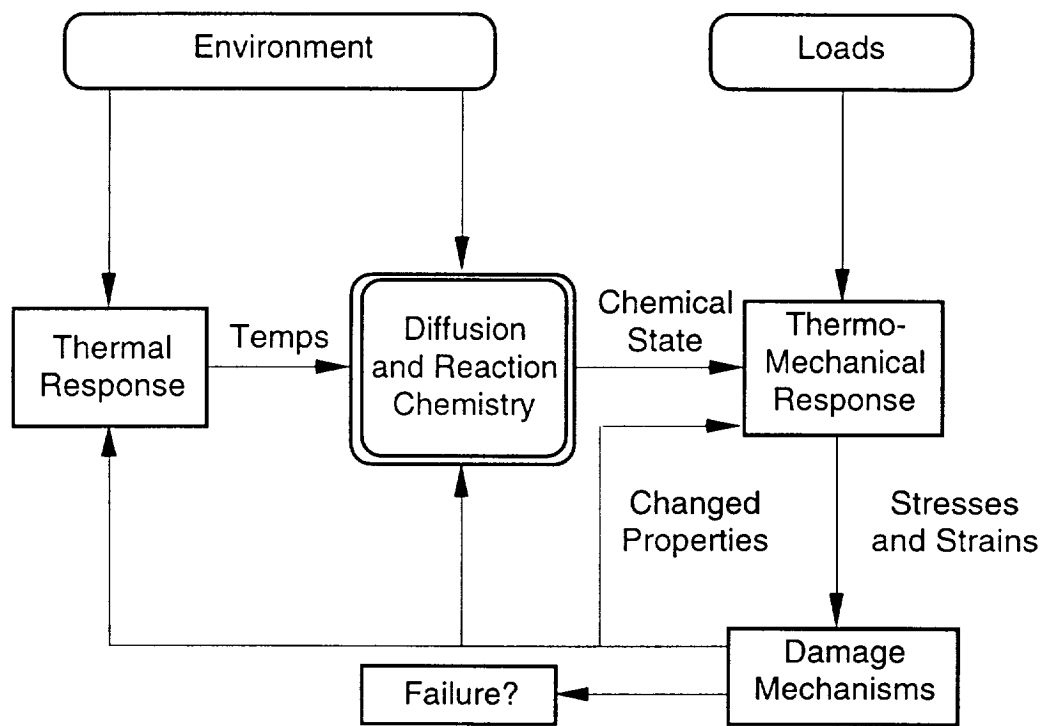 Environment
Loads
Thermal
Response
Temps
Diffusion
and Reaction
Chemistry
Chemical
State
Thermo-
Mechanical
Response
Changed
Properties
Stresses
and Strains
Damage
Mechanisms
Failure?